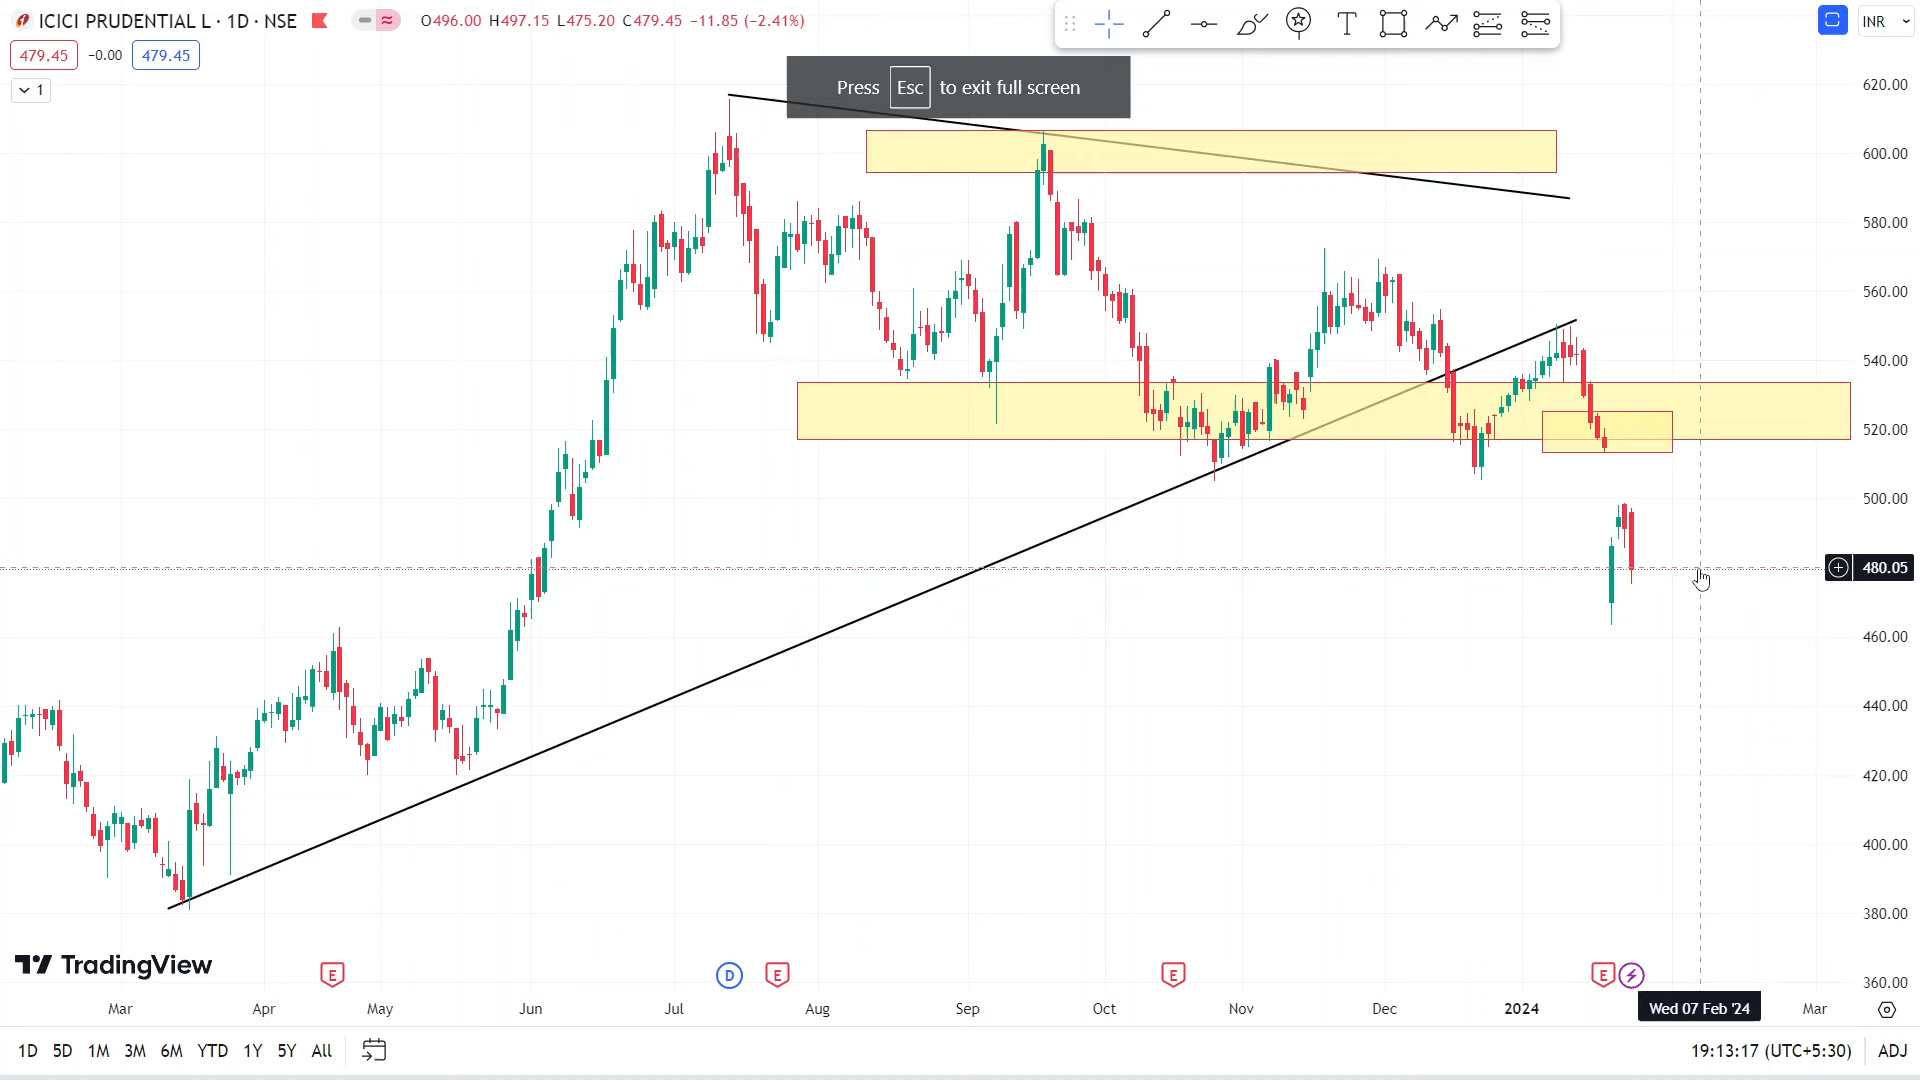 ICICI PRUDENTIAL L · 1D · NSE
O496.00 H497.15 L475.20 C479.45 −11.85 (−2.41%)
INR
479.45 −0.00 479.45
1
Press Esc to exit full screen
620.00
600.00
580.00
560.00
540.00
520.00
500.00
480.05
460.00
440.00
420.00
400.00
380.00
360.00
TradingView
E D E E E
Mar Apr May Jun Jul Aug Sep Oct Nov Dec 2024 Wed 07 Feb '24 Mar
1D 5D 1M 3M 6M YTD 1Y 5Y All
19:13:17 (UTC+5:30) ADJ